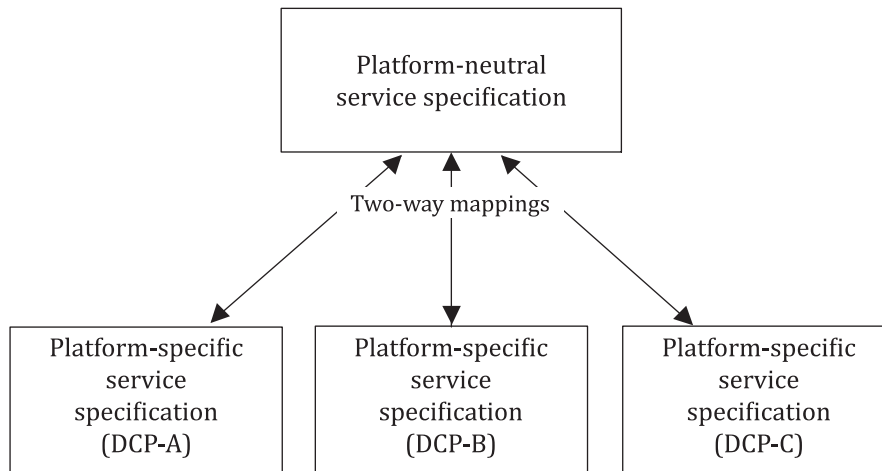 Platform-neutral
service specification
Two-way mappings
Platform-specific
service
specification
(DCP-A)
Platform-specific
service
specification
(DCP-B)
Platform-specific
service
specification
(DCP-C)